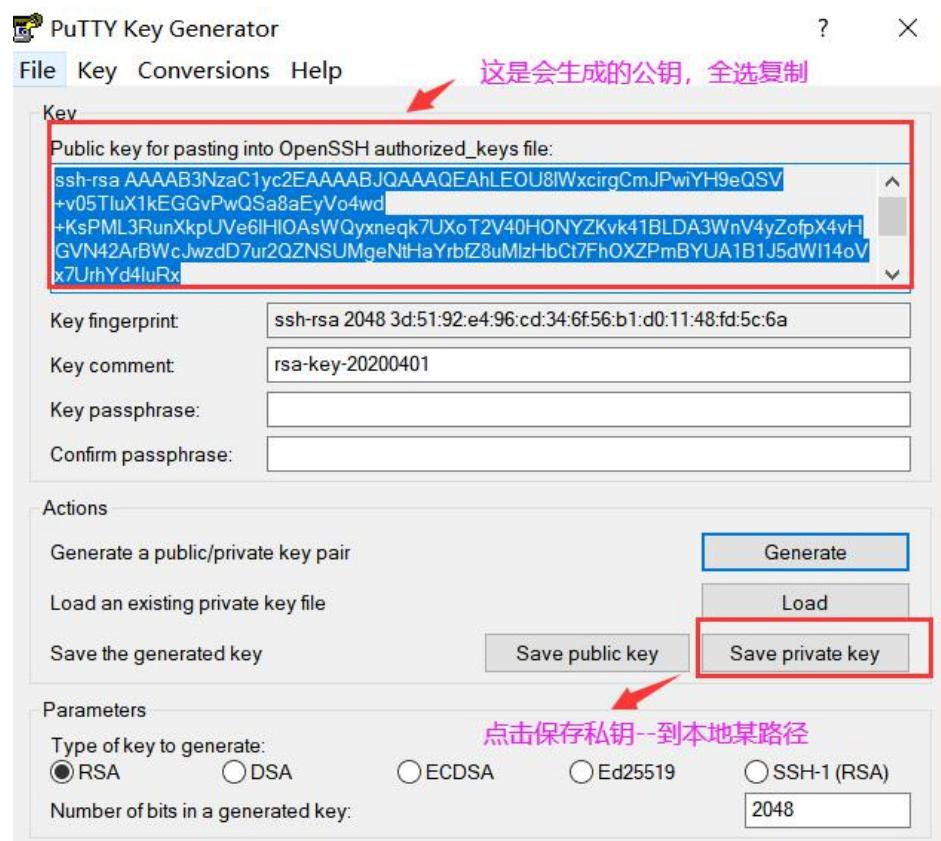 PuTTY Key Generator
?
File Key Conversions Help
这是会生成的公钥，全选复制
Key
Public key for pasting into OpenSSH authorized_keys file:
ssh-rsa AAAAB3NzaC1yc2EAAAABJQAAAQEAhLEOU8lWxcirgCmJPwiYH9eQSV
+v05TluX1kEGGvPwQSa8aEyVo4wd
+KsPML3RunXkpUVe6lHIOAsWQyxneqk7UXoT2V40HONYZKvk41BLDA3WnV4yZofpX4vH
GVN42ArBWcJwzdD7ur2QZNSUMgeNtHaYrbfZ8uMlzHbCt7FhOXZPmBYUA1B1J5dWl14oV
x7UrhYd4luRx
Key fingerprint: ssh-rsa 2048 3d:51:92:e4:96:cd:34:6f:56:b1:d0:11:48:fd:5c:6a
Key comment: rsa-key-20200401
Key passphrase:
Confirm passphrase:
Actions
Generate a public/private key pair Generate
Load an existing private key file Load
Save the generated key Save public key Save private key
Parameters
点击保存私钥--到本地某路径
Type of key to generate:
RSA DSA ECDSA Ed25519 SSH-1 (RSA)
Number of bits in a generated key: 2048